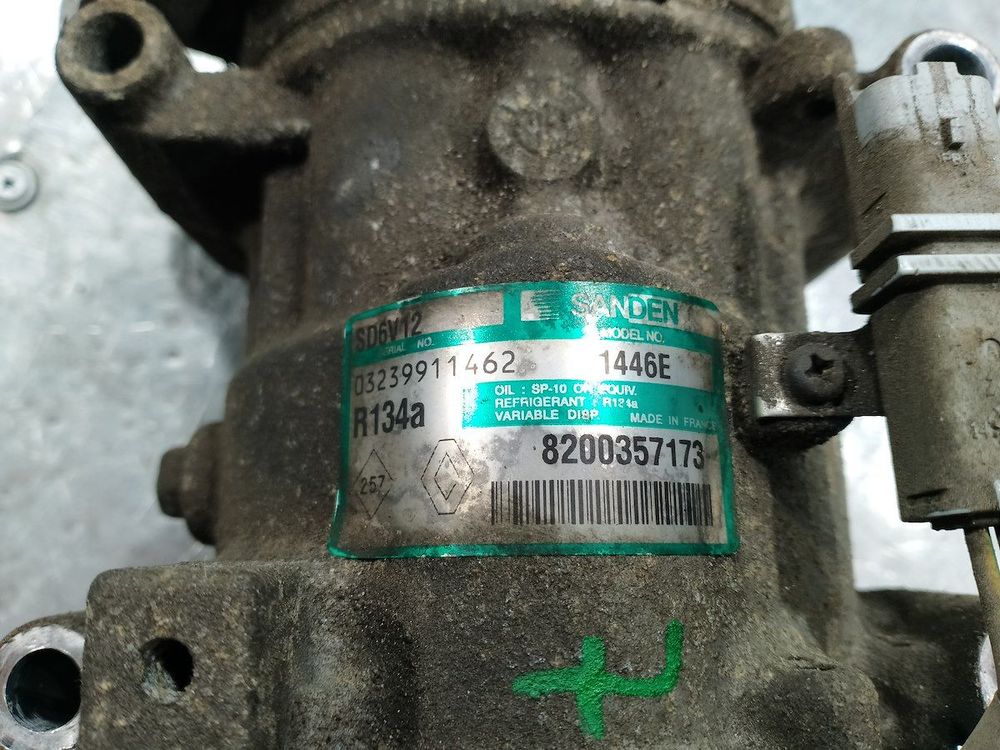 SD6V12
SANDEN
SERIAL NO.
MODEL NO.
03239911462
1446E
R134a
OIL : SP-10 OR EQUIV.
REFRIGERANT : R134a
VARIABLE DISP.
MADE IN FRANCE
8200357173
257